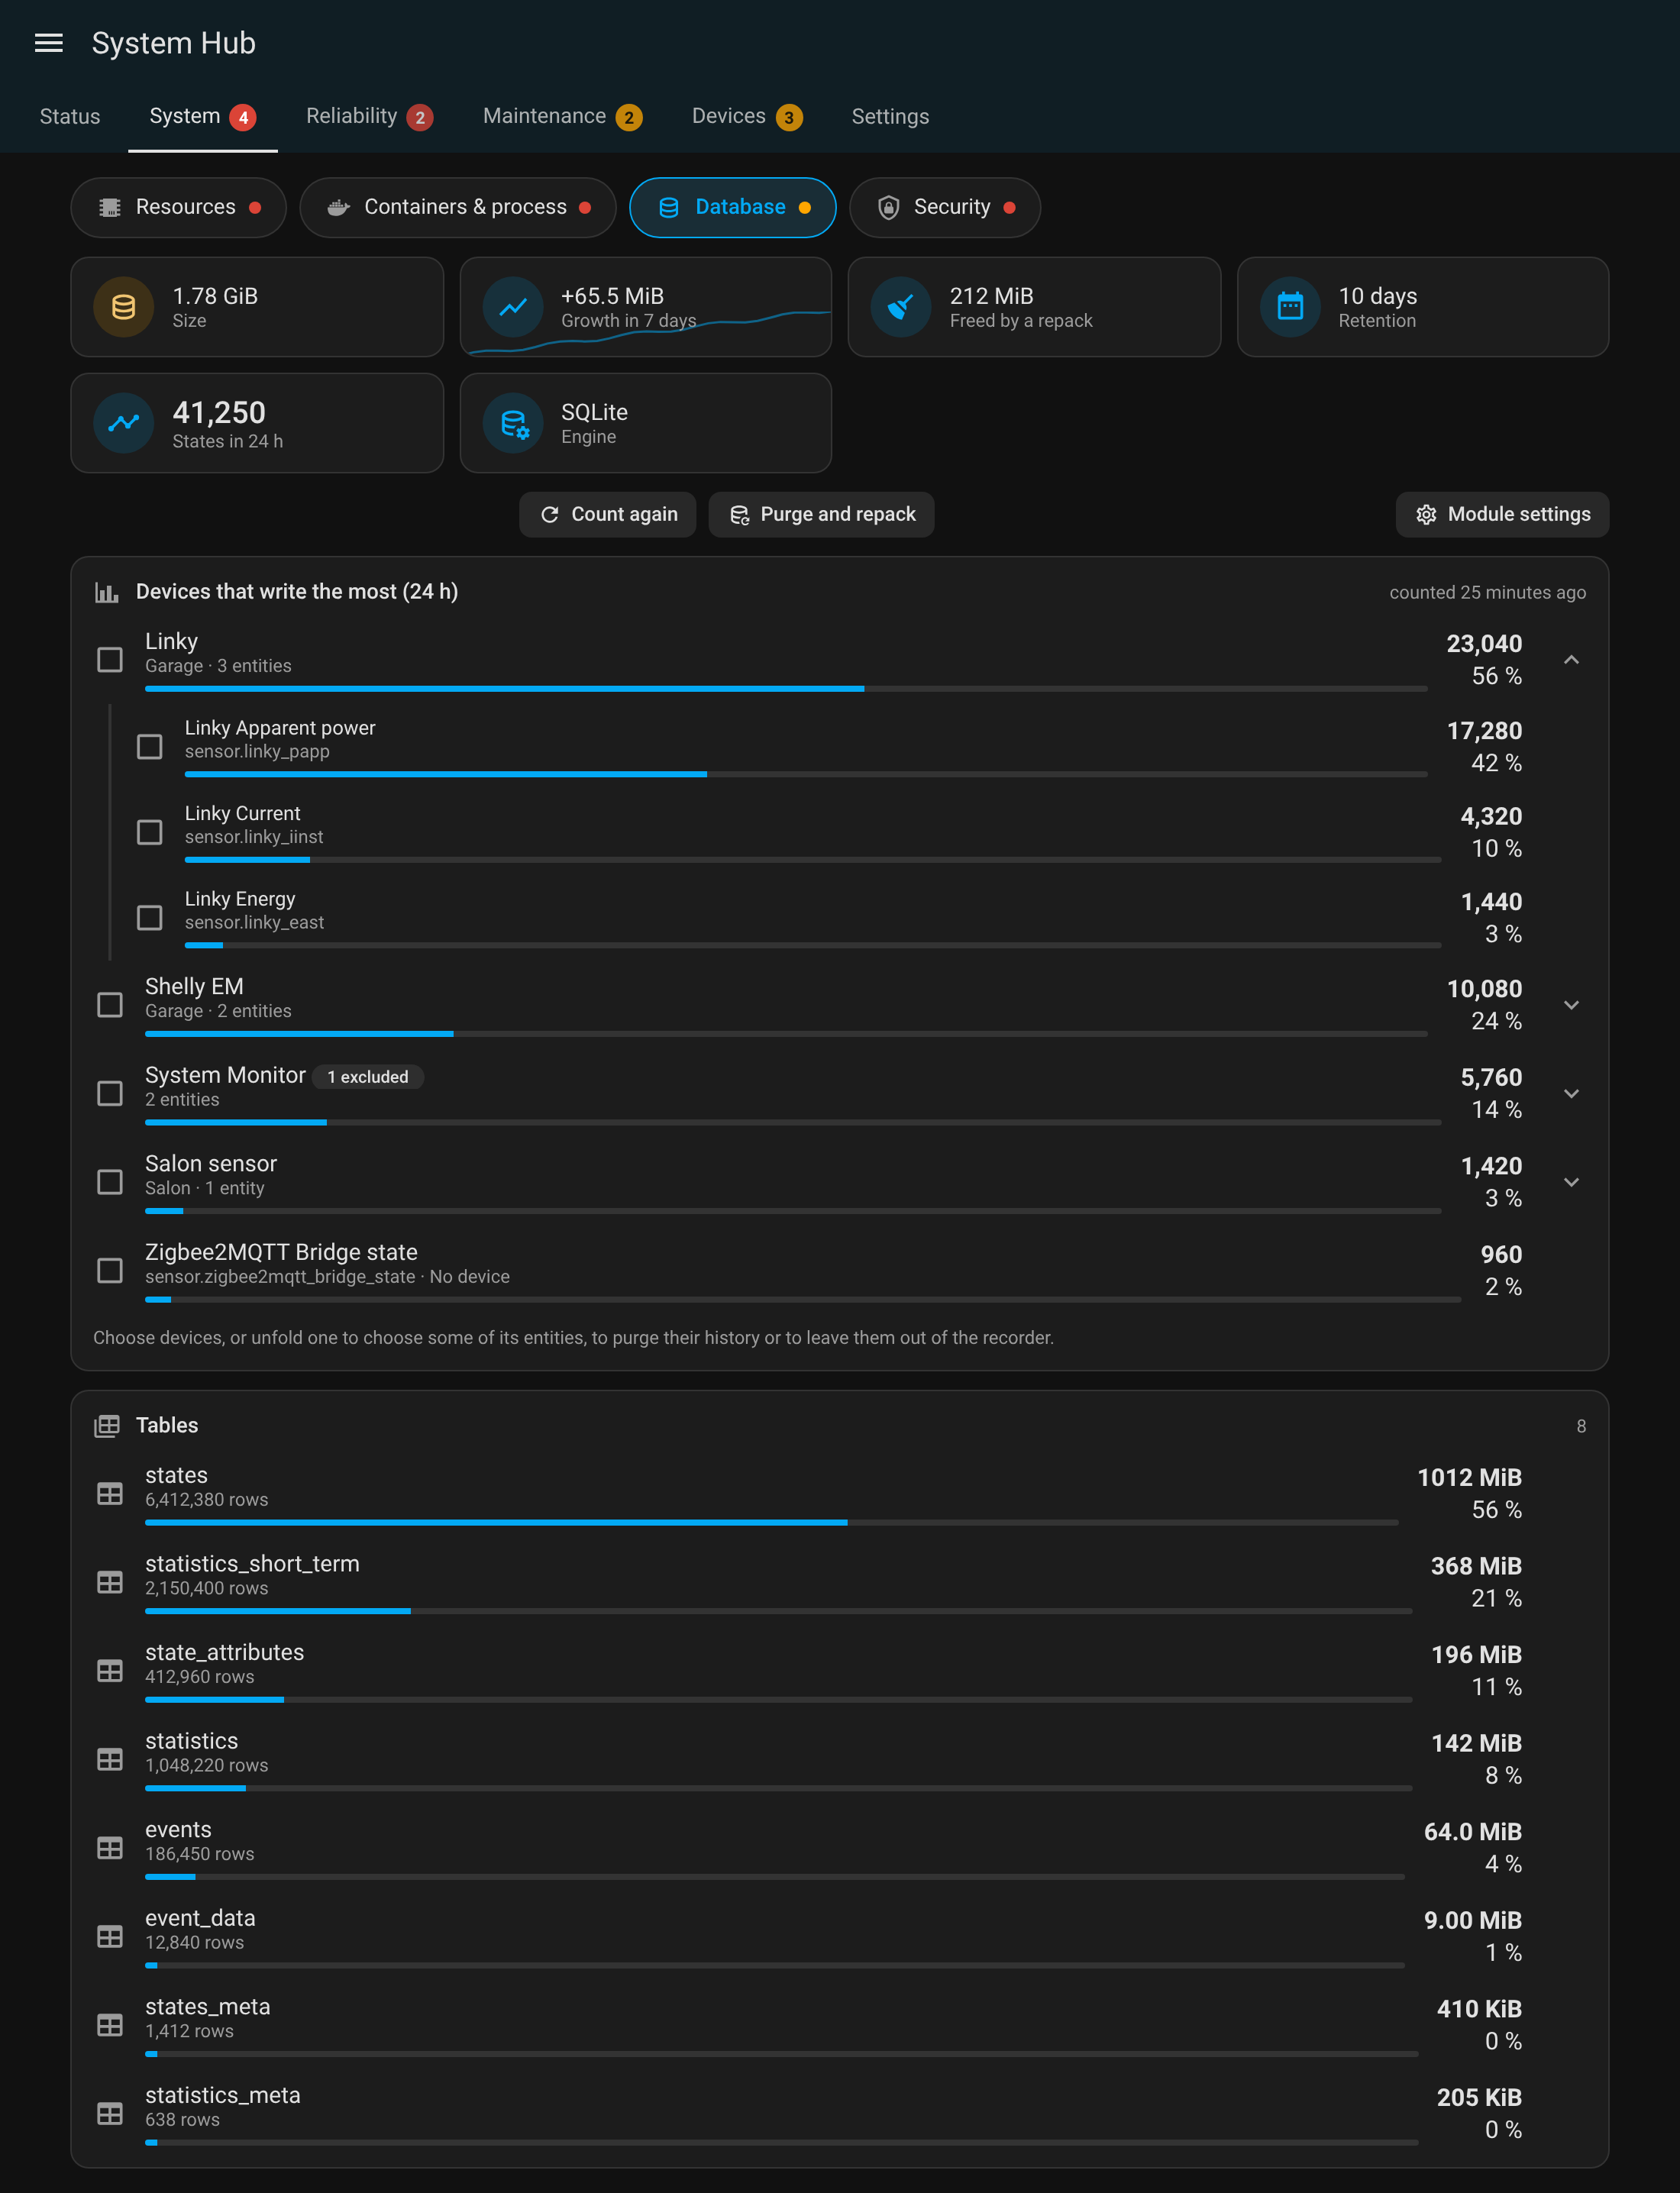 System Hub
Status
System 4
Reliability 2
Maintenance 2
Devices 3
Settings
Resources
Containers & process
Database
Security
1.78 GiB
Size
+65.5 MiB
Growth in 7 days
212 MiB
Freed by a repack
10 days
Retention
41,250
States in 24 h
SQLite
Engine
Count again
Purge and repack
Module settings
Devices that write the most (24 h)
counted 25 minutes ago
Linky
Garage · 3 entities
23,040
56 %
Linky Apparent power
sensor.linky_papp
17,280
42 %
Linky Current
sensor.linky_iinst
4,320
10 %
Linky Energy
sensor.linky_east
1,440
3 %
Shelly EM
Garage · 2 entities
10,080
24 %
System Monitor 1 excluded
2 entities
5,760
14 %
Salon sensor
Salon · 1 entity
1,420
3 %
Zigbee2MQTT Bridge state
sensor.zigbee2mqtt_bridge_state · No device
960
2 %
Choose devices, or unfold one to choose some of its entities, to purge their history or to leave them out of the recorder.
Tables
8
states
6,412,380 rows
1012 MiB
56 %
statistics_short_term
2,150,400 rows
368 MiB
21 %
state_attributes
412,960 rows
196 MiB
11 %
statistics
1,048,220 rows
142 MiB
8 %
events
186,450 rows
64.0 MiB
4 %
event_data
12,840 rows
9.00 MiB
1 %
states_meta
1,412 rows
410 KiB
0 %
statistics_meta
638 rows
205 KiB
0 %